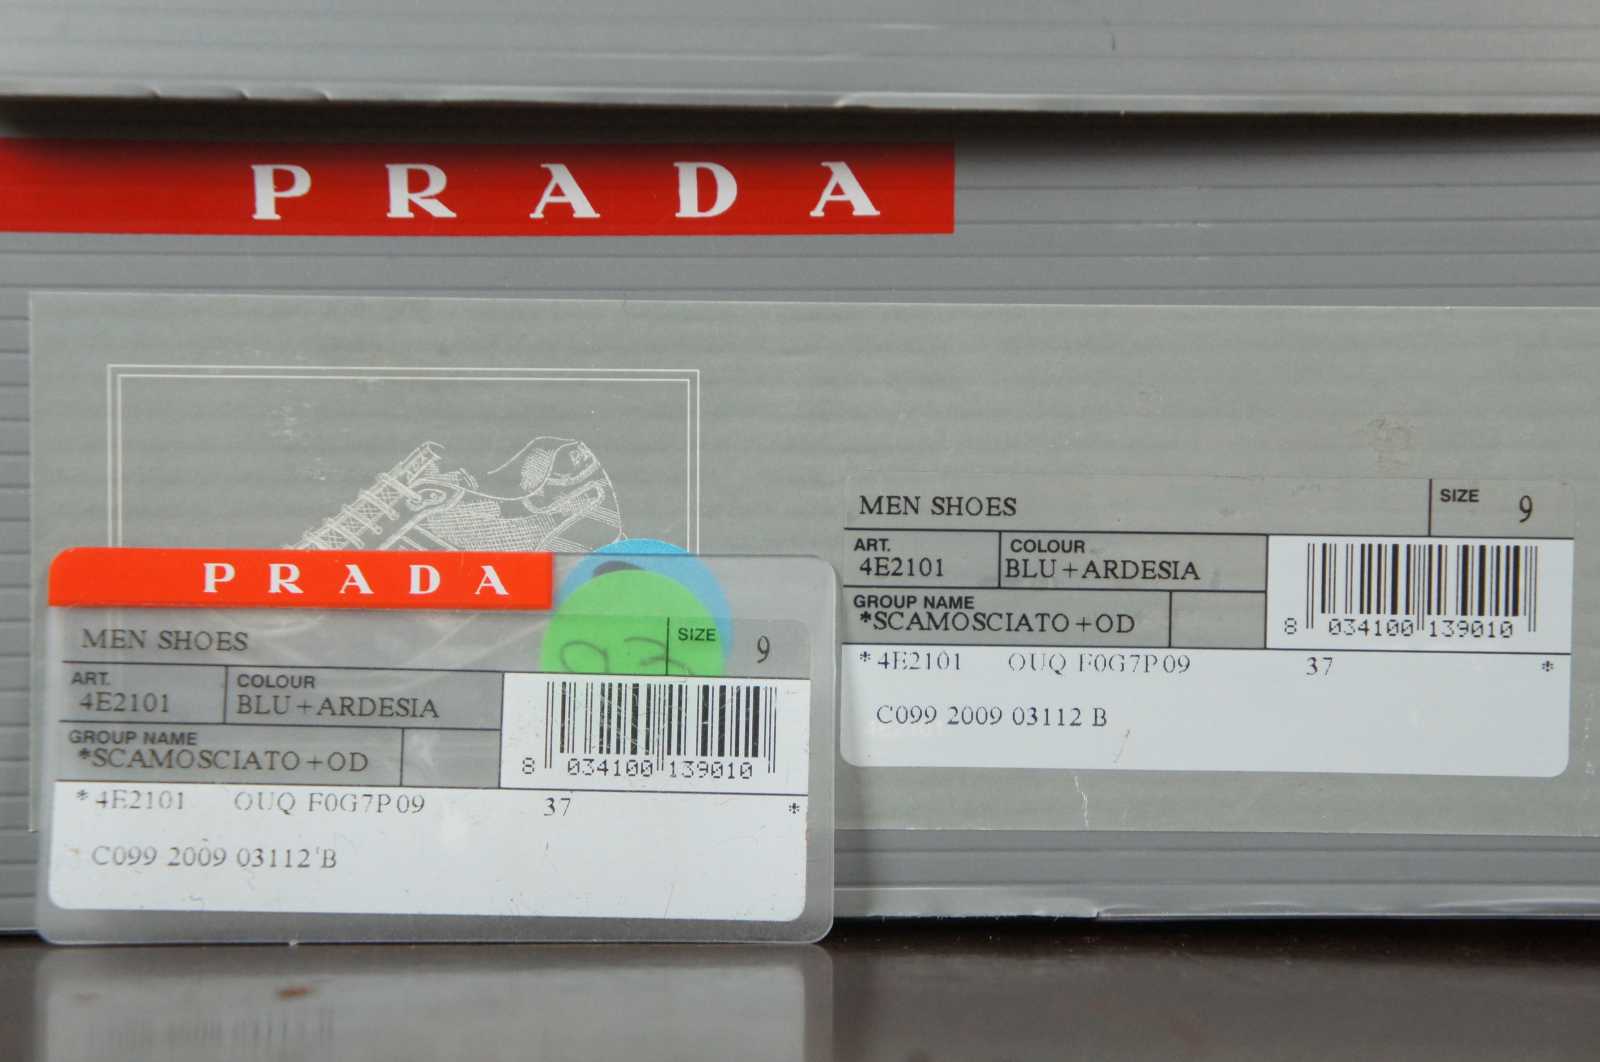 PRADA
MEN SHOES SIZE 9
ART. 4E2101 COLOUR BLU+ARDESIA
GROUP NAME *SCAMOSCIATO+OD
8 034100 139010
*4E2101 OUQ F0G7P09 37 *
C099 2009 03112 B
PRADA
MEN SHOES SIZE 9
ART. 4E2101 COLOUR BLU+ARDESIA
GROUP NAME *SCAMOSCIATO+OD
8 034100 139010
*4E2101 OUQ F0G7P09 37 *
C099 2009 03112 B